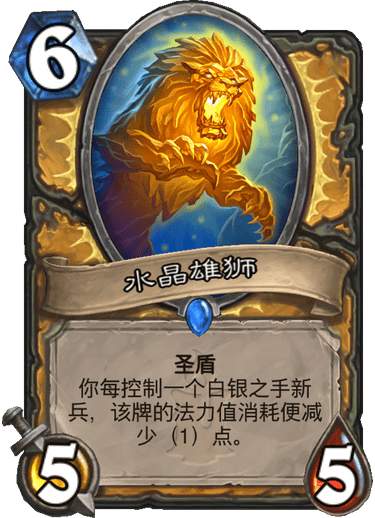 6
水晶雄狮
圣盾
你每控制一个白银之手新
兵，该牌的法力值消耗便减
少（1）点。
5
5